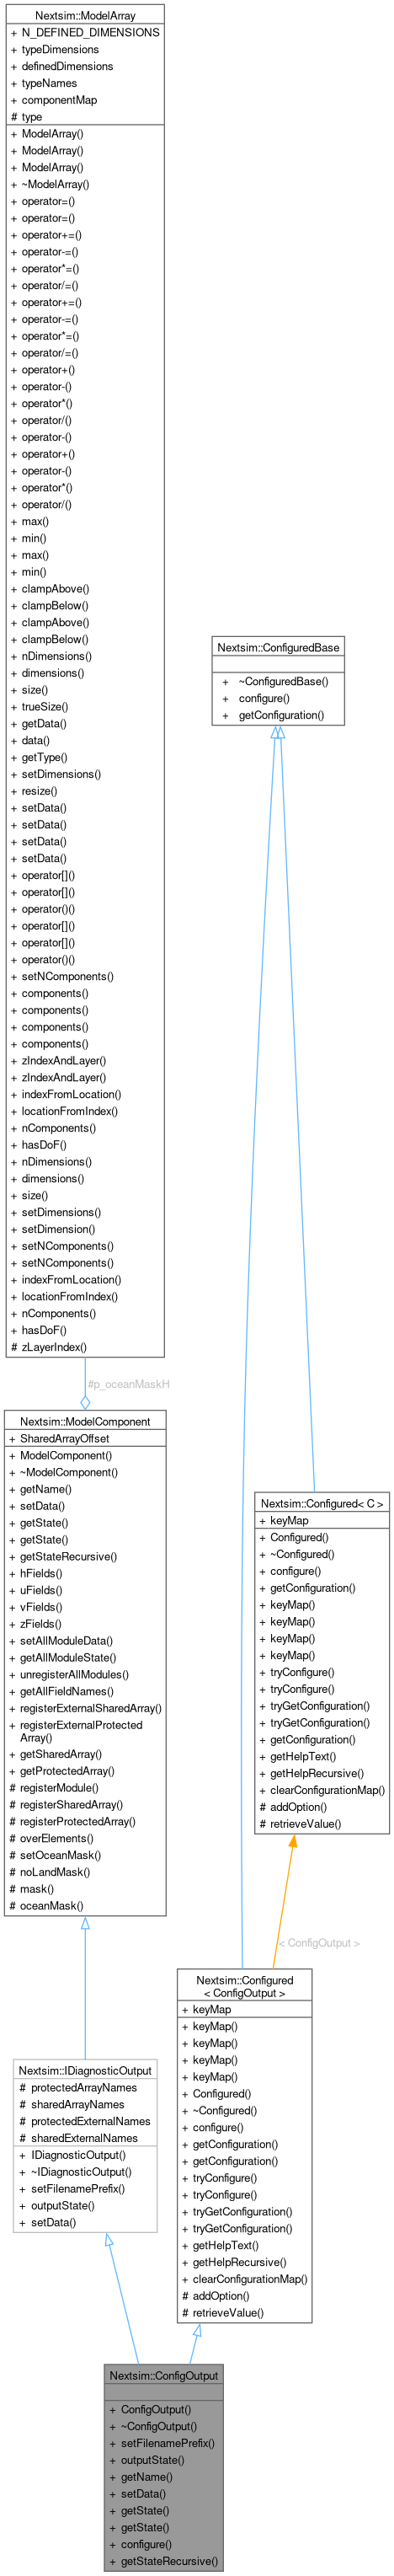 Nextsim::ModelArray
+ N_DEFINED_DIMENSIONS
+ typeDimensions
+ definedDimensions
+ typeNames
+ componentMap
# type
+ ModelArray()
+ ModelArray()
+ ModelArray()
+ ~ModelArray()
+ operator=()
+ operator=()
+ operator+=()
+ operator-=()
+ operator*=()
+ operator/=()
+ operator+=()
+ operator-=()
+ operator*=()
+ operator/=()
+ operator+()
+ operator-()
+ operator*()
+ operator/()
+ operator-()
+ operator+()
+ operator-()
+ operator*()
+ operator/()
+ max()
+ min()
+ max()
+ min()
+ clampAbove()
+ clampBelow()
+ clampAbove()
+ clampBelow()
+ nDimensions()
+ dimensions()
+ size()
+ trueSize()
+ getData()
+ data()
+ getType()
+ setDimensions()
+ resize()
+ setData()
+ setData()
+ setData()
+ setData()
+ operator[]()
+ operator[]()
+ operator()()
+ operator[]()
+ operator[]()
+ operator()()
+ setNComponents()
+ components()
+ components()
+ components()
+ components()
+ zIndexAndLayer()
+ zIndexAndLayer()
+ indexFromLocation()
+ locationFromIndex()
+ nComponents()
+ hasDoF()
+ nDimensions()
+ dimensions()
+ size()
+ setDimensions()
+ setDimension()
+ setNComponents()
+ setNComponents()
+ indexFromLocation()
+ locationFromIndex()
+ nComponents()
+ hasDoF()
# zLayerIndex()
#p_oceanMaskH
Nextsim::ModelComponent
+ SharedArrayOffset
+ ModelComponent()
+ ~ModelComponent()
+ getName()
+ setData()
+ getState()
+ getState()
+ getStateRecursive()
+ hFields()
+ uFields()
+ vFields()
+ zFields()
+ setAllModuleData()
+ getAllModuleState()
+ unregisterAllModules()
+ getAllFieldNames()
+ registerExternalSharedArray()
+ registerExternalProtected
Array()
+ getSharedArray()
+ getProtectedArray()
# registerModule()
# registerSharedArray()
# registerProtectedArray()
# overElements()
# setOceanMask()
# noLandMask()
# mask()
# oceanMask()
Nextsim::IDiagnosticOutput
# protectedArrayNames
# sharedArrayNames
# protectedExternalNames
# sharedExternalNames
+ IDiagnosticOutput()
+ ~IDiagnosticOutput()
+ setFilenamePrefix()
+ outputState()
+ setData()
Nextsim::ConfiguredBase
+ ~ConfiguredBase()
+ configure()
+ getConfiguration()
Nextsim::Configured< C >
+ keyMap
+ Configured()
+ ~Configured()
+ configure()
+ getConfiguration()
+ keyMap()
+ keyMap()
+ keyMap()
+ keyMap()
+ tryConfigure()
+ tryConfigure()
+ tryGetConfiguration()
+ tryGetConfiguration()
+ getConfiguration()
+ getHelpText()
+ getHelpRecursive()
+ clearConfigurationMap()
# addOption()
# retrieveValue()
< ConfigOutput >
Nextsim::Configured
< ConfigOutput >
+ keyMap
+ keyMap()
+ keyMap()
+ keyMap()
+ keyMap()
+ Configured()
+ ~Configured()
+ configure()
+ getConfiguration()
+ getConfiguration()
+ tryConfigure()
+ tryConfigure()
+ tryGetConfiguration()
+ tryGetConfiguration()
+ getHelpText()
+ getHelpRecursive()
+ clearConfigurationMap()
# addOption()
# retrieveValue()
Nextsim::ConfigOutput
+ ConfigOutput()
+ ~ConfigOutput()
+ setFilenamePrefix()
+ outputState()
+ getName()
+ setData()
+ getState()
+ getState()
+ configure()
+ getStateRecursive()